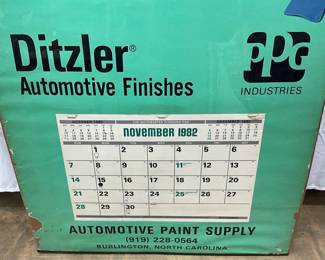 Ditzler®
Automotive Finishes
PPG
INDUSTRIES
NOVEMBER 1982
1 2 3 4 5 6
7 8 9 10 11 12 13
14 15 16 17 18 19 20
21 22 23 24 25 26 27
28 29 30
AUTOMOTIVE PAINT SUPPLY
(919) 228-0564
BURLINGTON, NORTH CAROLINA